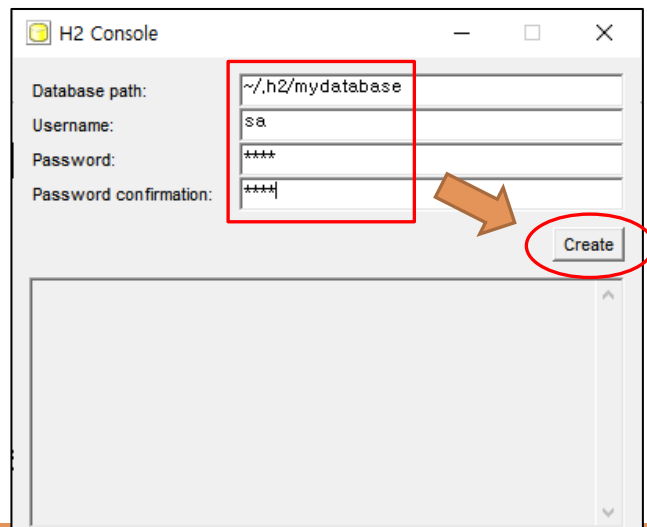 H2 Console
Database path: ~/.h2/mydatabase
Username: sa
Password: ****
Password confirmation: ****
Create